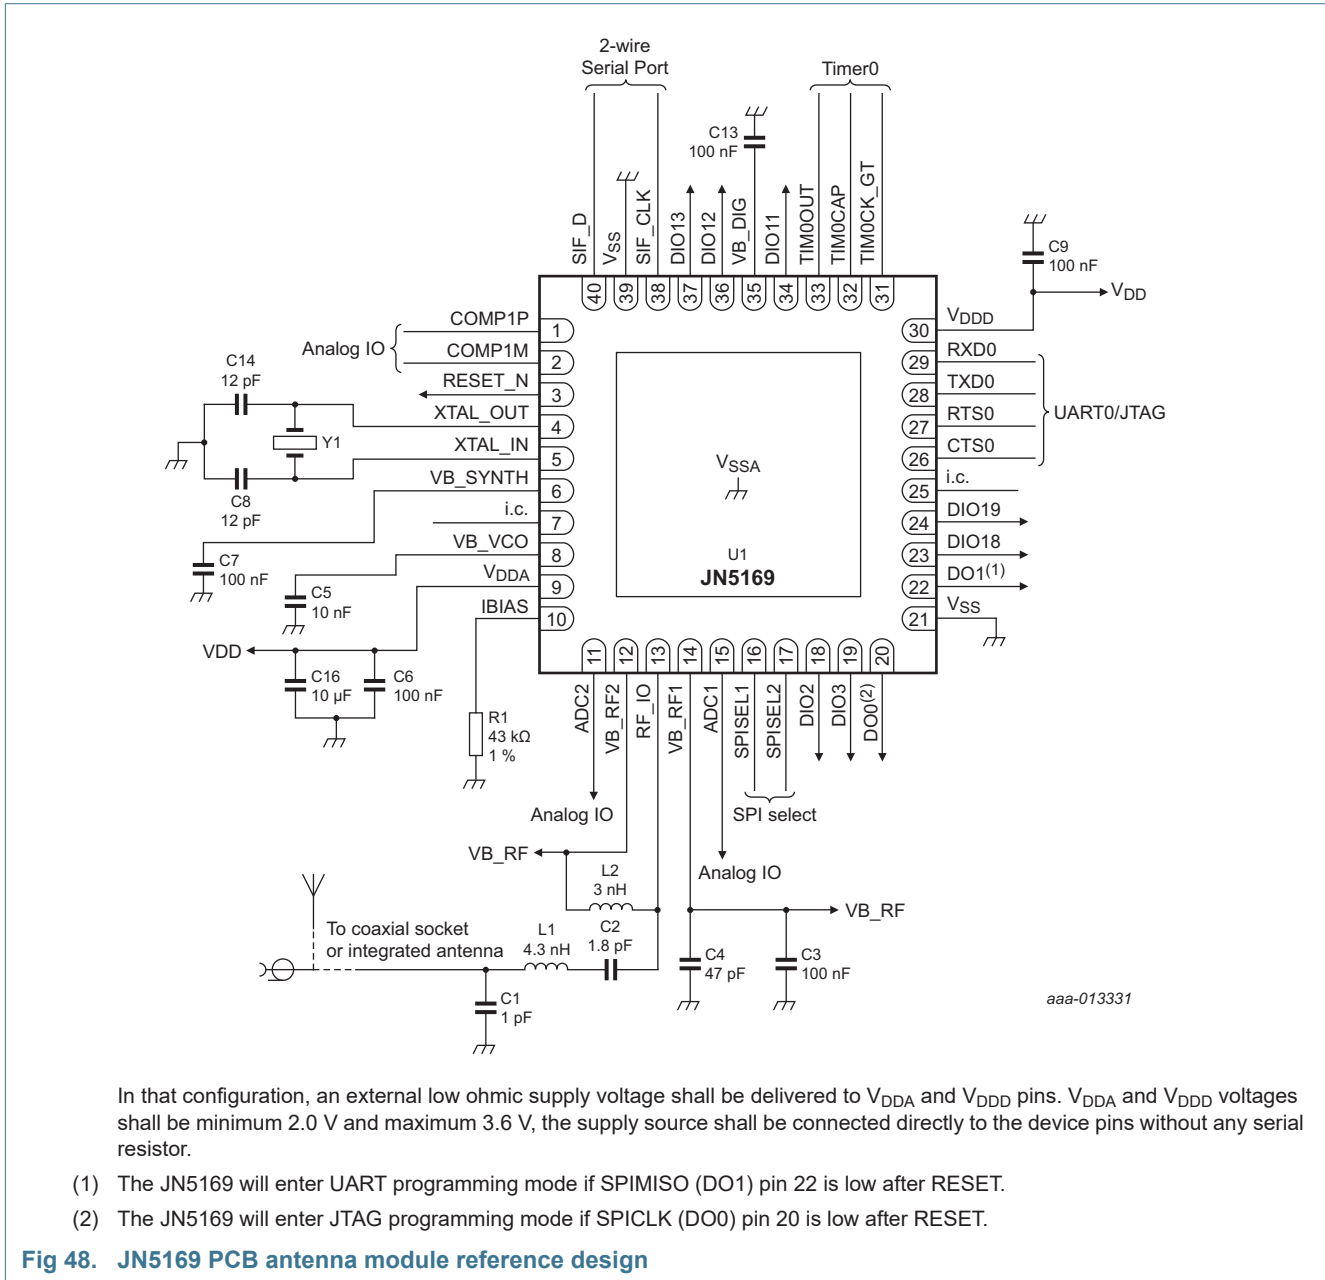 2-wire
Serial Port
Timer0
C13
100 nF
SIF_D
VSS
SIF_CLK
DIO13
DIO12
VB_DIG
DIO11
TIM0OUT
TIM0CAP
TIM0CK_GT
C9
100 nF
VDD
40
39
38
37
36
35
34
33
32
31
Analog IO
COMP1P
1
COMP1M
2
RESET_N
3
C14
12 pF
XTAL_OUT
4
Y1
XTAL_IN
5
C8
12 pF
VB_SYNTH
6
i.c.
7
C7
100 nF
VB_VCO
8
C5
10 nF
VDDA
9
IBIAS
10
VDD
C16
10 µF
C6
100 nF
R1
43 kΩ
1 %
VSSA
U1
JN5169
VDDD
30
RXD0
29
TXD0
28
RTS0
27
CTS0
26
UART0/JTAG
i.c.
25
DIO19
24
DIO18
23
DO1(1)
22
VSS
21
11
12
13
14
15
16
17
18
19
20
ADC2
VB_RF2
RF_IO
VB_RF1
ADC1
SPISEL1
SPISEL2
DIO2
DIO3
DO0(2)
Analog IO
SPI select
VB_RF
Analog IO
L2
3 nH
VB_RF
To coaxial socket
or integrated antenna
L1
4.3 nH
C2
1.8 pF
C4
47 pF
C3
100 nF
C1
1 pF
aaa-013331
In that configuration, an external low ohmic supply voltage shall be delivered to VDDA and VDDD pins. VDDA and VDDD voltages
shall be minimum 2.0 V and maximum 3.6 V, the supply source shall be connected directly to the device pins without any serial
resistor.
(1) The JN5169 will enter UART programming mode if SPIMISO (DO1) pin 22 is low after RESET.
(2) The JN5169 will enter JTAG programming mode if SPICLK (DO0) pin 20 is low after RESET.
Fig 48. JN5169 PCB antenna module reference design